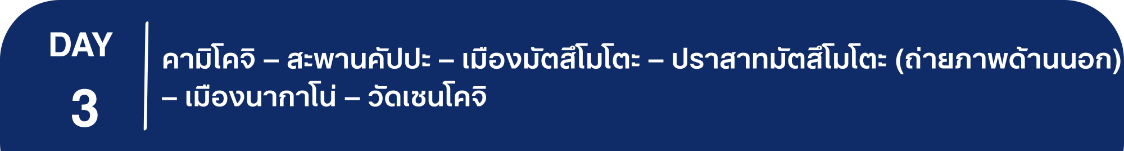 DAY
3
คามิโคจิ – สะพานคัปปะ – เมืองมัตสึโมโตะ – ปราสาทมัตสึโมโตะ (ถ่ายภาพด้านนอก)
– เมืองนากาโน่ – วัดเซนโคจิ